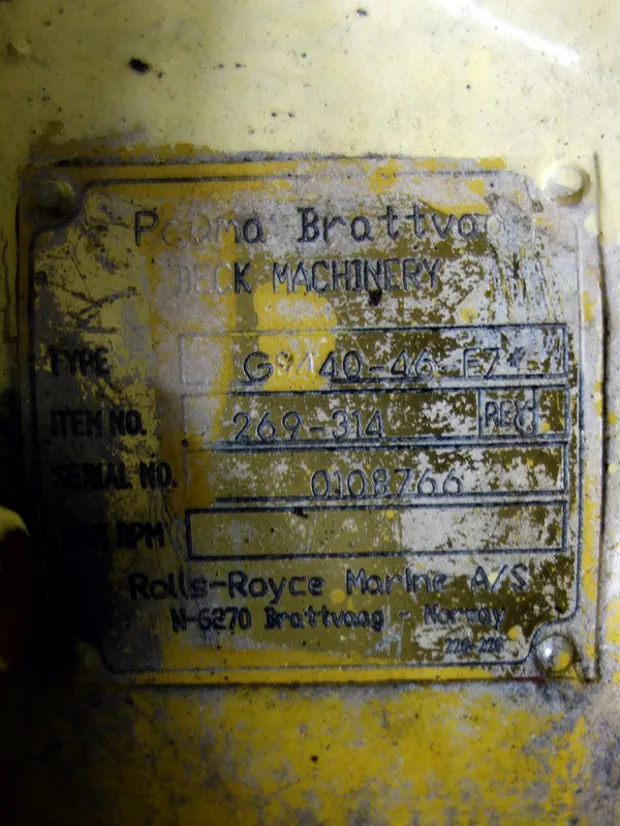 Brattvaag
DECK MACHINERY
TYPE
ITEM NO. 269-314 REV
SERIAL NO. 0108766
MAX RPM
Rolls-Royce Marine A/S
N-6270 Brattvaag - Norway